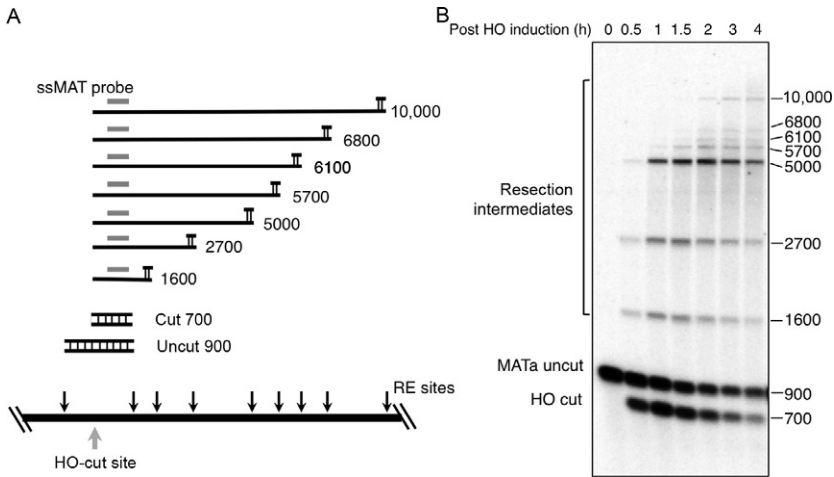 A
ssMAT probe
10,000
6800
6100
5700
5000
2700
1600
Cut 700
Uncut 900
RE sites
HO-cut site
B
Post HO induction (h) 0 0.5 1 1.5 2 3 4
Resection
intermediates
MATa uncut
HO cut
10,000
6800
6100
5700
5000
2700
1600
900
700